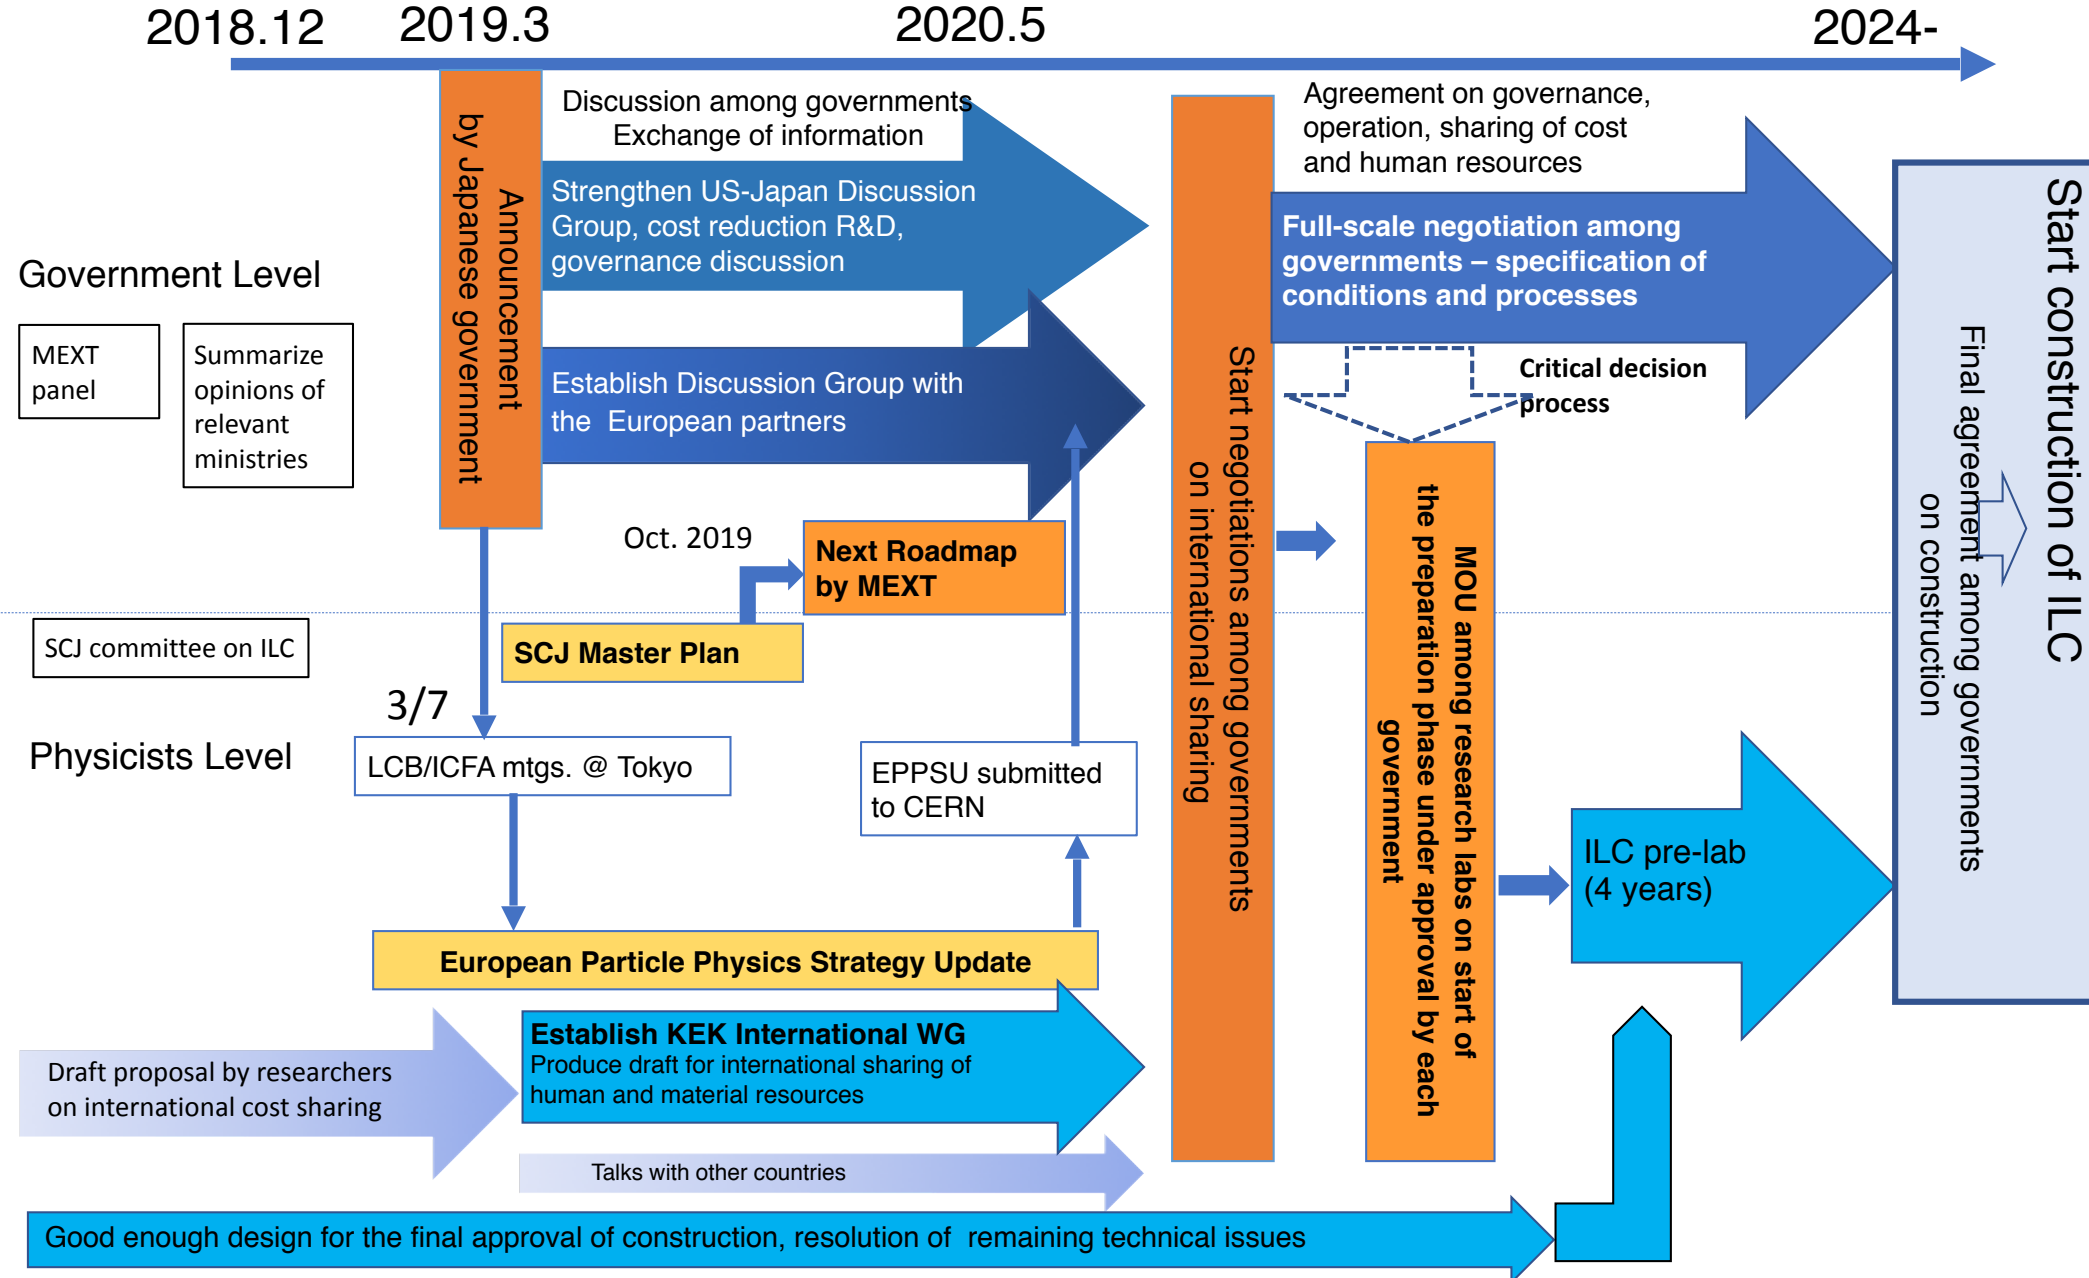 2018.12
2019.3
2020.5
2024-
Announcement
by Japanese government
Discussion among governments
Exchange of information
Strengthen US-Japan Discussion
Group, cost reduction R&D,
governance discussion
Agreement on governance,
operation, sharing of cost
and human resources
Full-scale negotiation among
governments – specification of
conditions and processes
Start construction of ILC
Final agreement among governments
on construction
Government Level
MEXT
panel
Summarize
opinions of
relevant
ministries
Establish Discussion Group with
the European partners
Start negotiations among governments
on international sharing
Critical decision
process
Oct. 2019
Next Roadmap
by MEXT
MOU among research labs on start of
the preparation phase under approval by each
government
SCJ committee on ILC
SCJ Master Plan
3/7
Physicists Level
LCB/ICFA mtgs. @ Tokyo
EPPSU submitted
to CERN
ILC pre-lab
(4 years)
European Particle Physics Strategy Update
Establish KEK International WG
Produce draft for international sharing of
human and material resources
Draft proposal by researchers
on international cost sharing
Talks with other countries
Good enough design for the final approval of construction, resolution of remaining technical issues